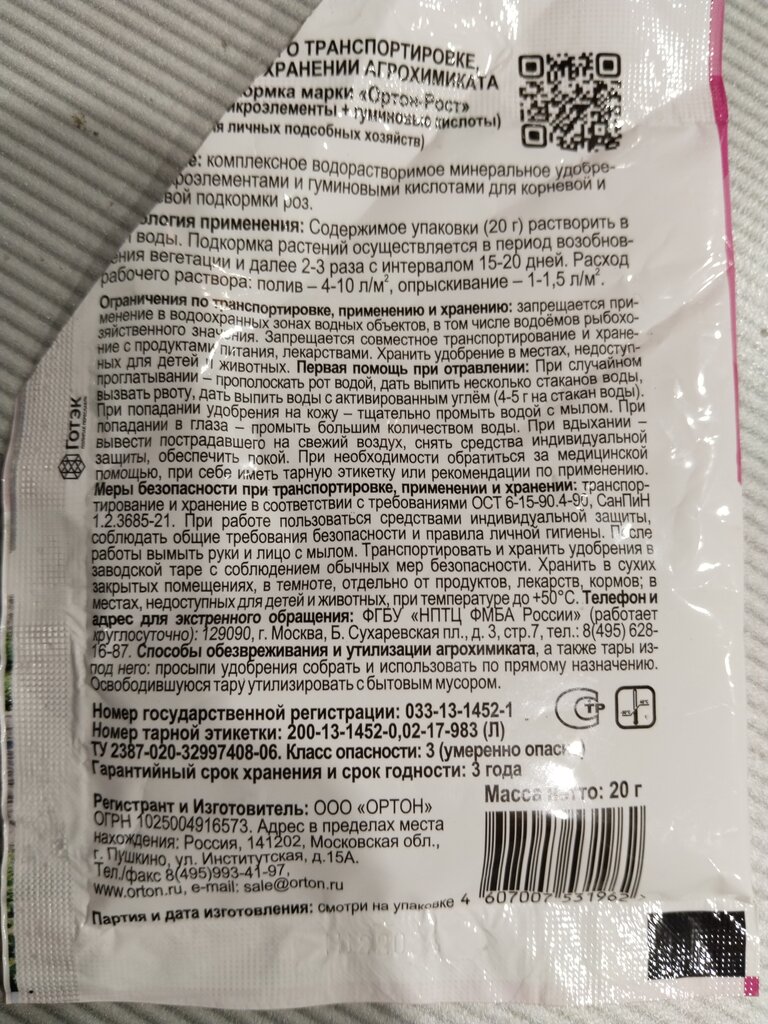 О ТРАНСПОРТИРОВКЕ,
ХРАНЕНИИ АГРОХИМИКАТА
ормка марки «Ортон-Рост»
икроэлементы + гуминовые кислоты)
я личных подсобных хозяйств)
е: комплексное водорастворимое минеральное удобре-
роэлементами и гуминовыми кислотами для корневой и
вой подкормки роз.
ология применения: Содержимое упаковки (20 г) растворить в
л воды. Подкормка растений осуществляется в период возобнов-
ения вегетации и далее 2-3 раза с интервалом 15-20 дней. Расход
рабочего раствора: полив – 4-10 л/м², опрыскивание – 1-1,5 л/м².
Ограничения по транспортировке, применению и хранению: запрещается при-
менение в водоохранных зонах водных объектов, в том числе водоёмов рыбохо-
зяйственного значения. Запрещается совместное транспортирование и хране-
ние с продуктами питания, лекарствами. Хранить удобрение в местах, недоступ-
ных для детей и животных. Первая помощь при отравлении: При случайном
проглатывании – прополоскать рот водой, дать выпить несколько стаканов воды,
вызвать рвоту, дать выпить воды с активированным углём (4-5 г на стакан воды).
При попадании удобрения на кожу – тщательно промыть водой с мылом. При
попадании в глаза – промыть большим количеством воды. При вдыхании –
вывести пострадавшего на свежий воздух, снять средства индивидуальной
защиты, обеспечить покой. При необходимости обратиться за медицинской
помощью, при себе иметь тарную этикетку или рекомендации по применению.
Меры безопасности при транспортировке, применении и хранении: транспор-
тирование и хранение в соответствии с требованиями ОСТ 6-15-90.4-90, СанПиН
1.2.3685-21. При работе пользоваться средствами индивидуальной защиты,
соблюдать общие требования безопасности и правила личной гигиены. После
работы вымыть руки и лицо с мылом. Транспортировать и хранить удобрения в
заводской таре с соблюдением обычных мер безопасности. Хранить в сухих
закрытых помещениях, в темноте, отдельно от продуктов, лекарств, кормов; в
местах, недоступных для детей и животных, при температуре до +50°С. Телефон и
адрес для экстренного обращения: ФГБУ «НПТЦ ФМБА России» (работает
круглосуточно): 129090, г. Москва, Б. Сухаревская пл., д. 3, стр.7, тел.: 8(495) 628-
16-87. Способы обезвреживания и утилизации агрохимиката, а также тары из-
под него: просыпи удобрения собрать и использовать по прямому назначению.
Освободившуюся тару утилизировать с бытовым мусором.
Номер государственной регистрации: 033-13-1452-1
Номер тарной этикетки: 200-13-1452-0,02-17-983 (Л)
ТУ 2387-020-32997408-06. Класс опасности: 3 (умеренно опасн
Гарантийный срок хранения и срок годности: 3 года
Масса нетто: 20 г
Регистрант и Изготовитель: ООО «ОРТОН»
ОГРН 1025004916573. Адрес в пределах места
нахождения: Россия, 141202, Московская обл.,
г. Пушкино, ул. Институтская, д.15А.
Тел./факс 8(495)993-41-97,
www.orton.ru, e-mail: sale@orton.ru
Партия и дата изготовления: смотри на упаковке
4 607007 531962
ГОТЭК